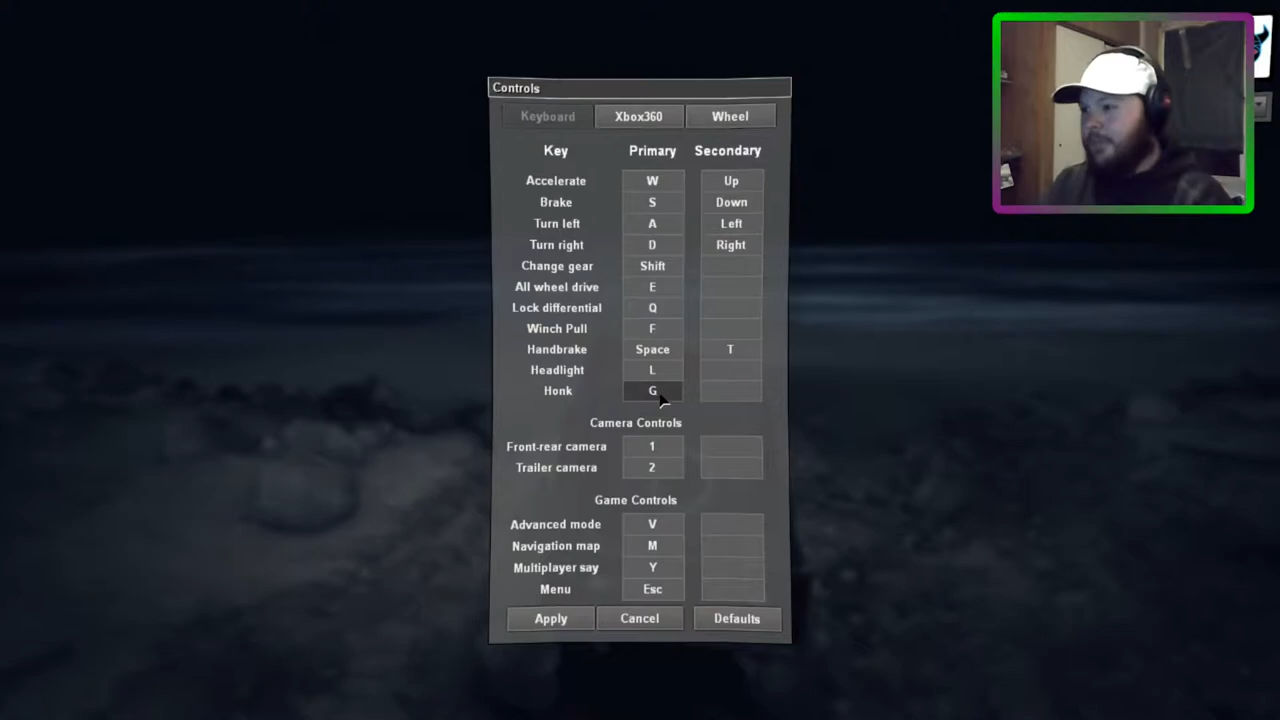 Controls
Keyboard Xbox360 Wheel
Key Primary Secondary
Accelerate W Up
Brake S Down
Turn left A Left
Turn right D Right
Change gear Shift
All wheel drive E
Lock differential Q
Winch Pull F
Handbrake Space T
Headlight L
Honk G
Camera Controls
Front-rear camera 1
Trailer camera 2
Game Controls
Advanced mode V
Navigation map M
Multiplayer say Y
Menu Esc
Apply Cancel Defaults